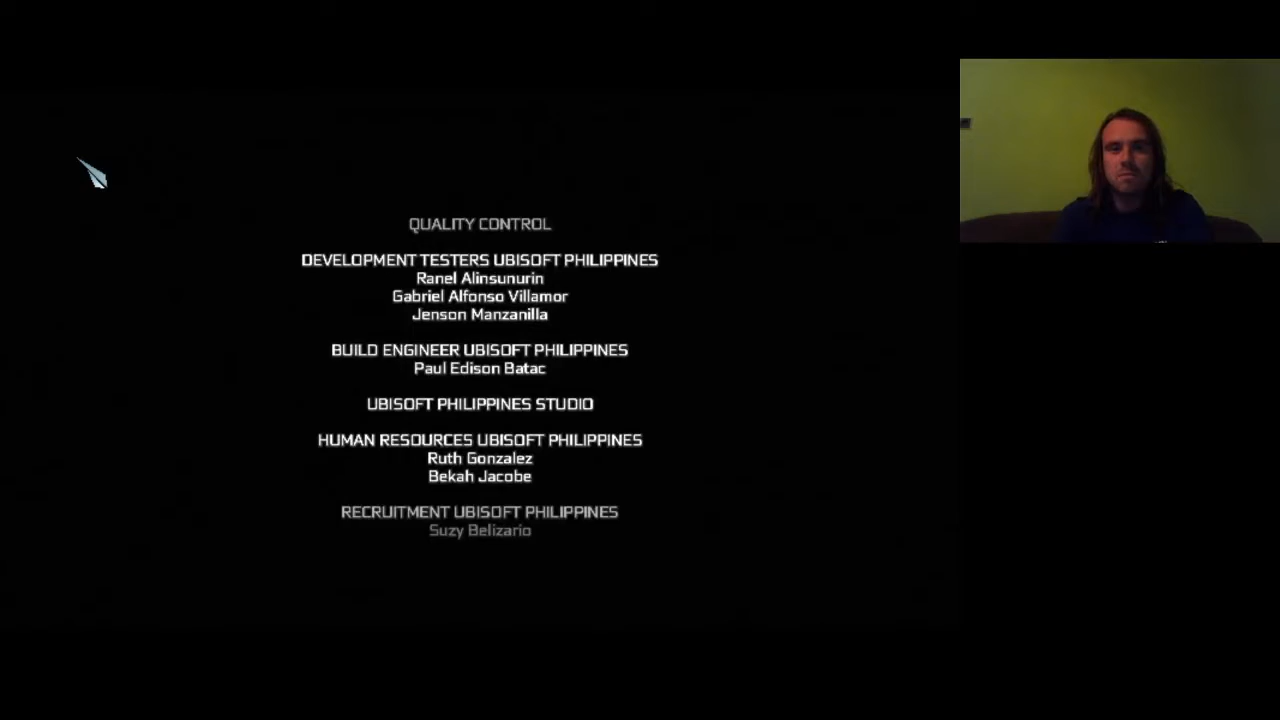 QUALITY CONTROL
DEVELOPMENT TESTERS UBISOFT PHILIPPINES
Ranel Alinsunurin
Gabriel Alfonso Villamor
Jenson Manzanilla
BUILD ENGINEER UBISOFT PHILIPPINES
Paul Edison Batac
UBISOFT PHILIPPINES STUDIO
HUMAN RESOURCES UBISOFT PHILIPPINES
Ruth Gonzalez
Bekah Jacobe
RECRUITMENT UBISOFT PHILIPPINES
Suzy Belizario